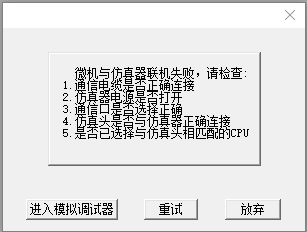 微机与仿真器联机失败，请检查:
1.通信电缆是否正确连接
2.仿真器电源是否打开
3.通信口是否选择正确
4.仿真头是否与仿真器正确连接
5.是否已选择与仿真头相匹配的CPU
进入模拟调试器 重试 放弃